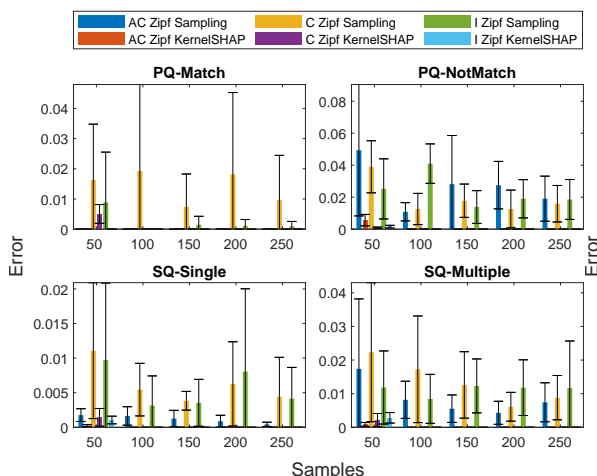 AC Zipf Sampling C Zipf Sampling I Zipf Sampling
AC Zipf KernelSHAP C Zipf KernelSHAP I Zipf KernelSHAP
PQ-Match PQ-NotMatch
0.04
0.03
0.02
0.01
0
50 100 150 200 250
0.08
0.06
0.04
0.02
0
50 100 150 200 250
Error Error
SQ-Single SQ-Multiple
0.02
0.015
0.01
0.005
0
50 100 150 200 250
0.04
0.03
0.02
0.01
0
50 100 150 200 250
Samples